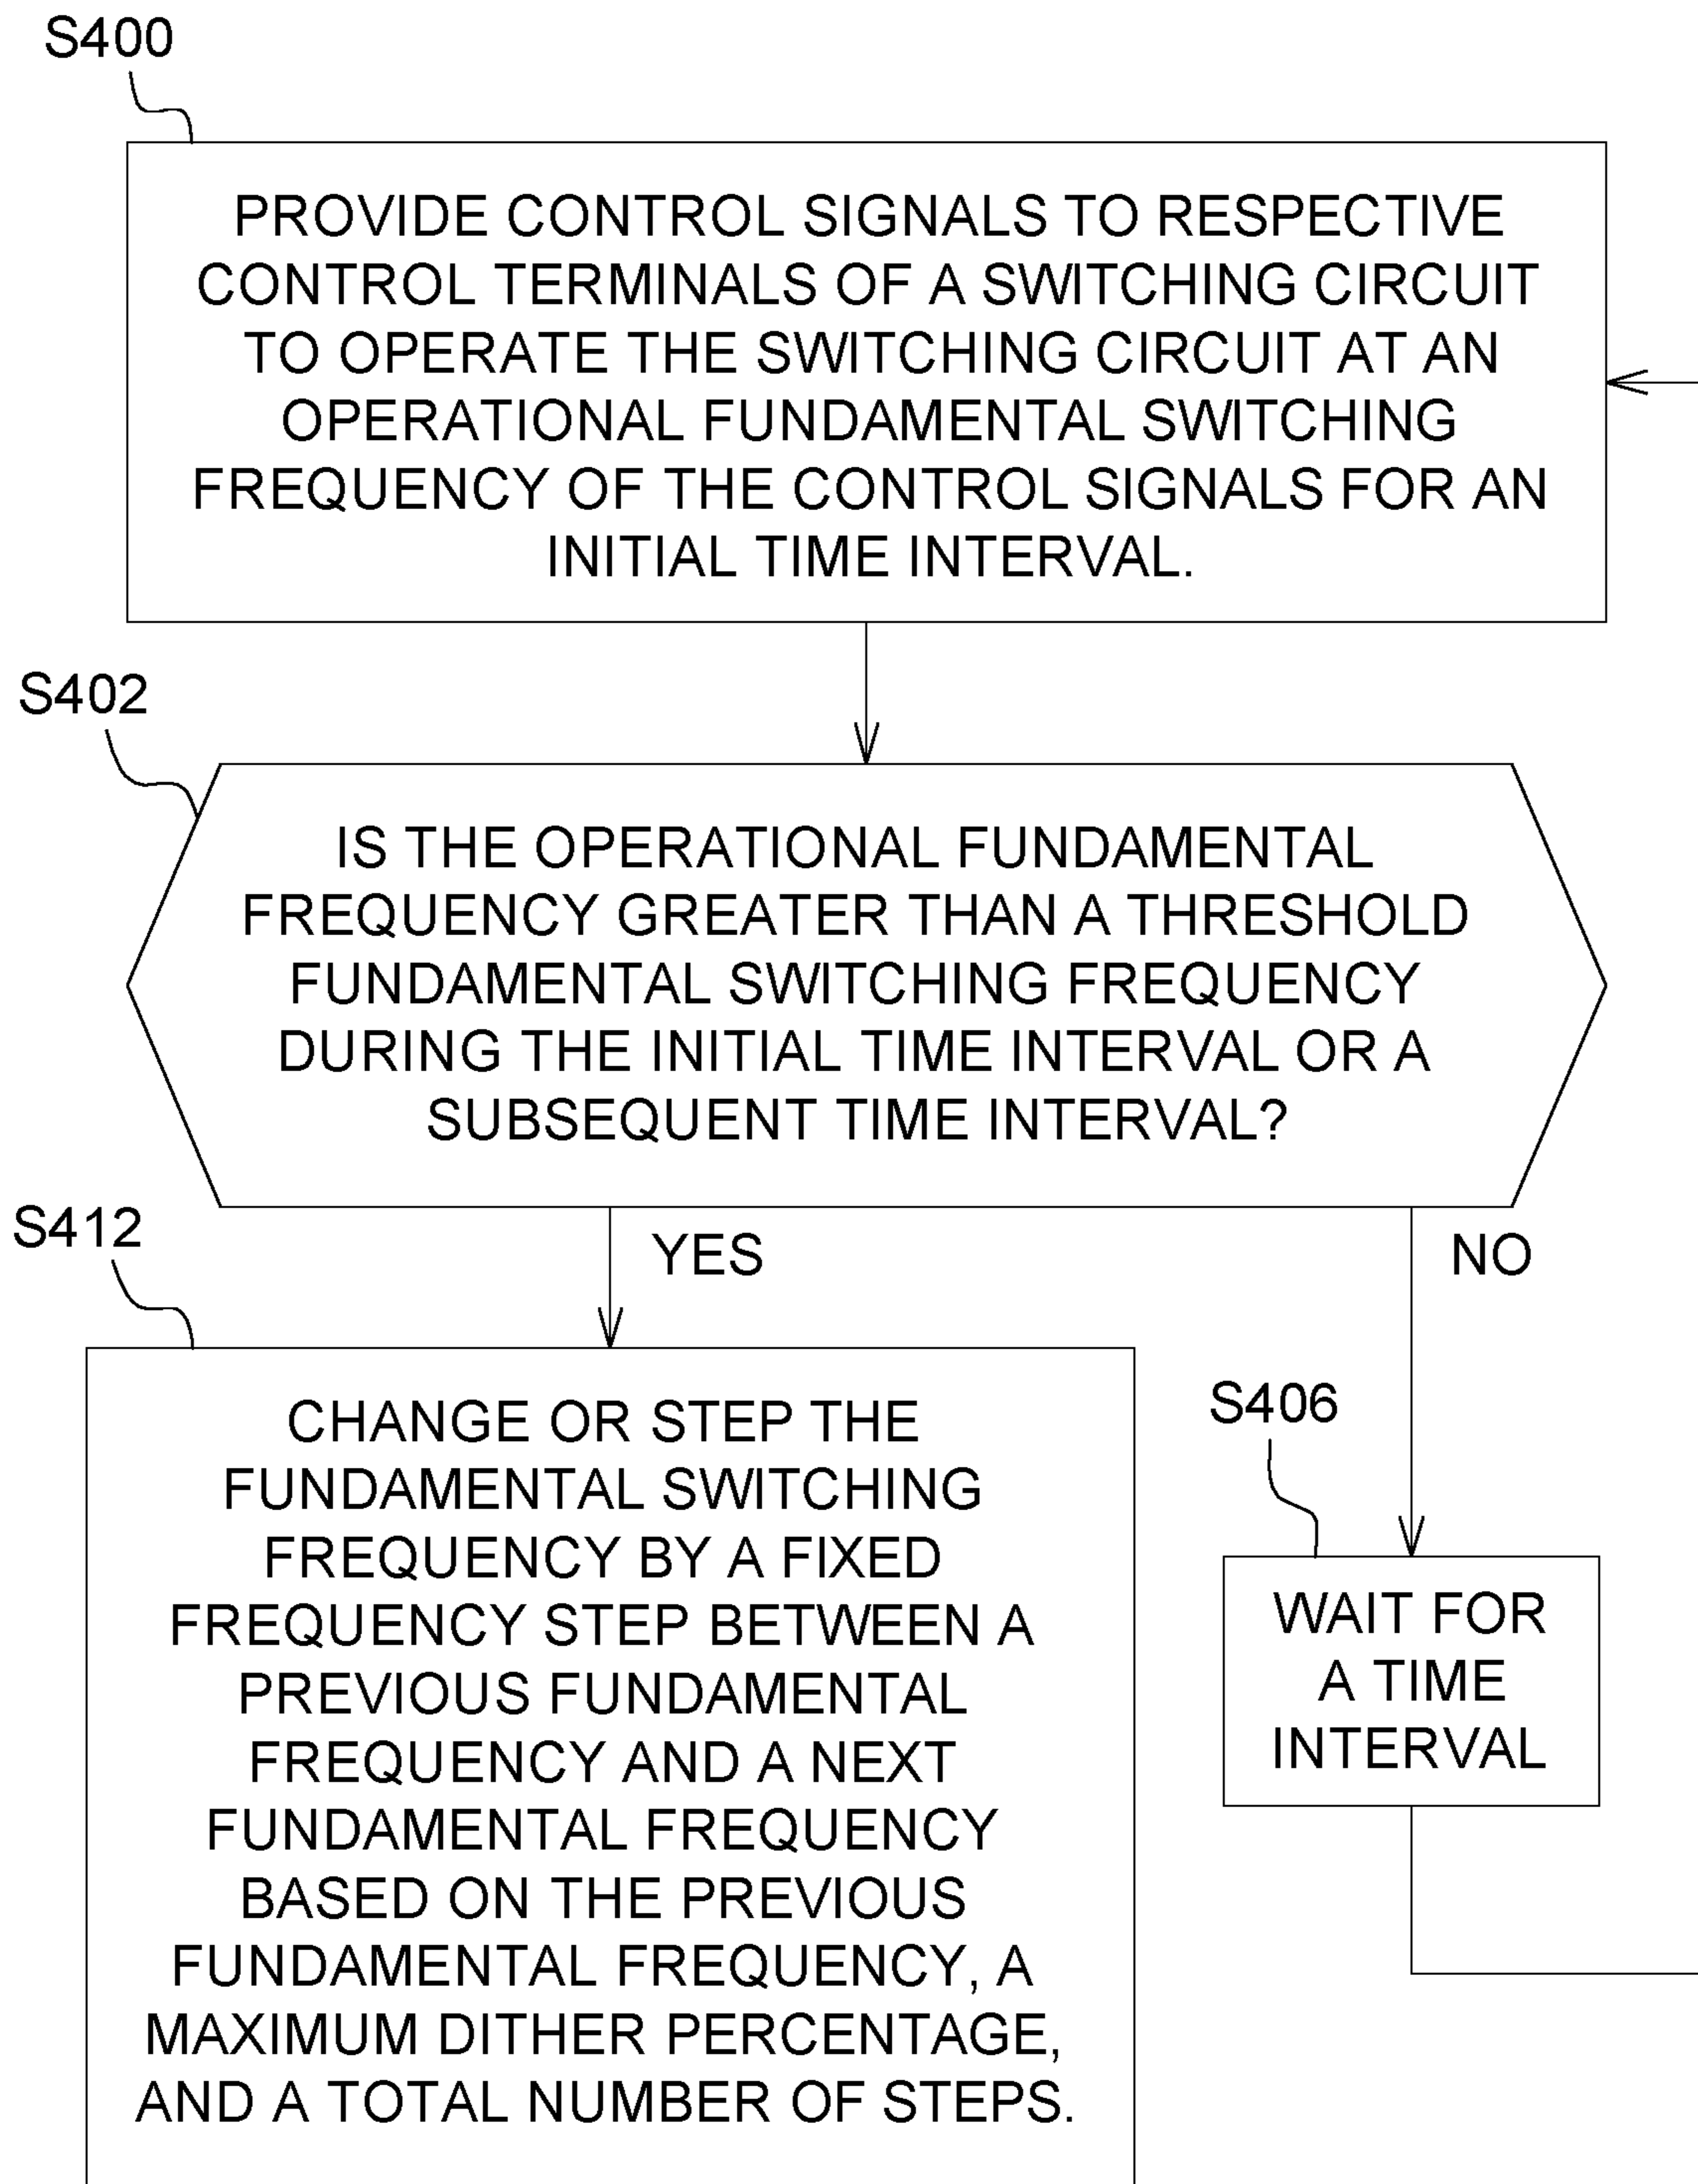 S400
PROVIDE CONTROL SIGNALS TO RESPECTIVE
CONTROL TERMINALS OF A SWITCHING CIRCUIT
TO OPERATE THE SWITCHING CIRCUIT AT AN
OPERATIONAL FUNDAMENTAL SWITCHING
FREQUENCY OF THE CONTROL SIGNALS FOR AN
INITIAL TIME INTERVAL.
S402
IS THE OPERATIONAL FUNDAMENTAL
FREQUENCY GREATER THAN A THRESHOLD
FUNDAMENTAL SWITCHING FREQUENCY
DURING THE INITIAL TIME INTERVAL OR A
SUBSEQUENT TIME INTERVAL?
S412
YES
NO
CHANGE OR STEP THE
FUNDAMENTAL SWITCHING
FREQUENCY BY A FIXED
FREQUENCY STEP BETWEEN A
PREVIOUS FUNDAMENTAL
FREQUENCY AND A NEXT
FUNDAMENTAL FREQUENCY
BASED ON THE PREVIOUS
FUNDAMENTAL FREQUENCY, A
MAXIMUM DITHER PERCENTAGE,
AND A TOTAL NUMBER OF STEPS.
S406
WAIT FOR
A TIME
INTERVAL